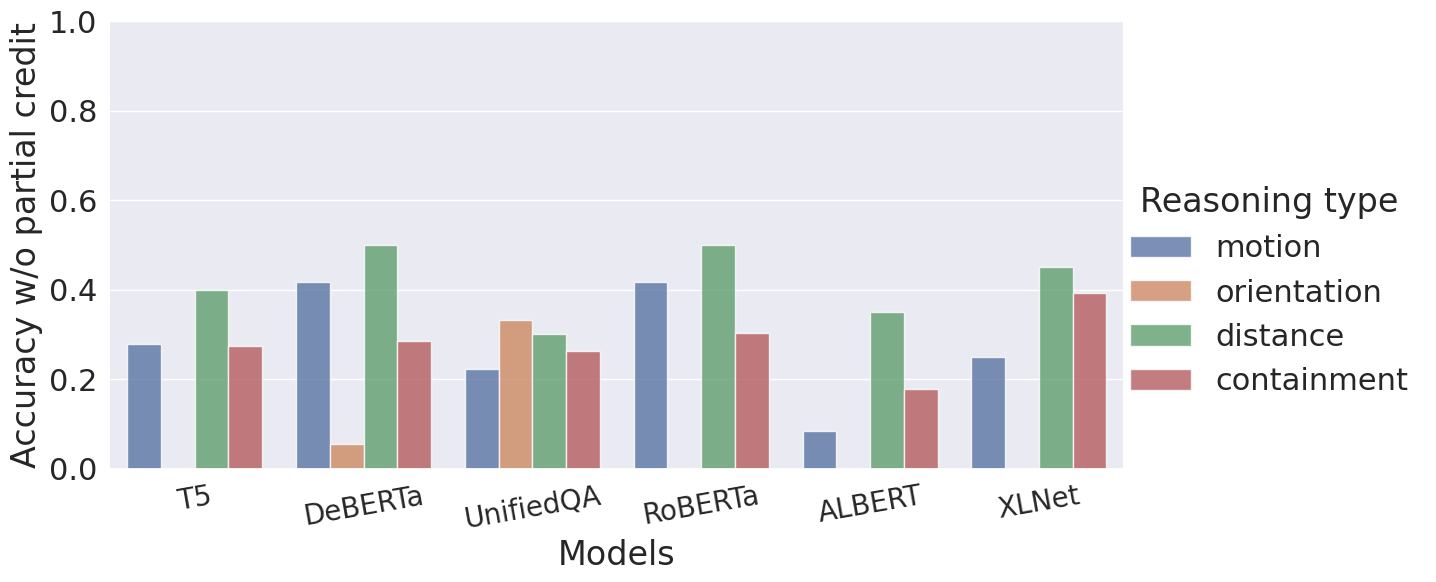 Accuracy w/o partial credit
1.0
0.8
0.6
0.4
0.2
0.0
T5
DeBERTa
UnifiedQA
RoBERTa
ALBERT
XLNet
Models
Reasoning type
motion
orientation
distance
containment